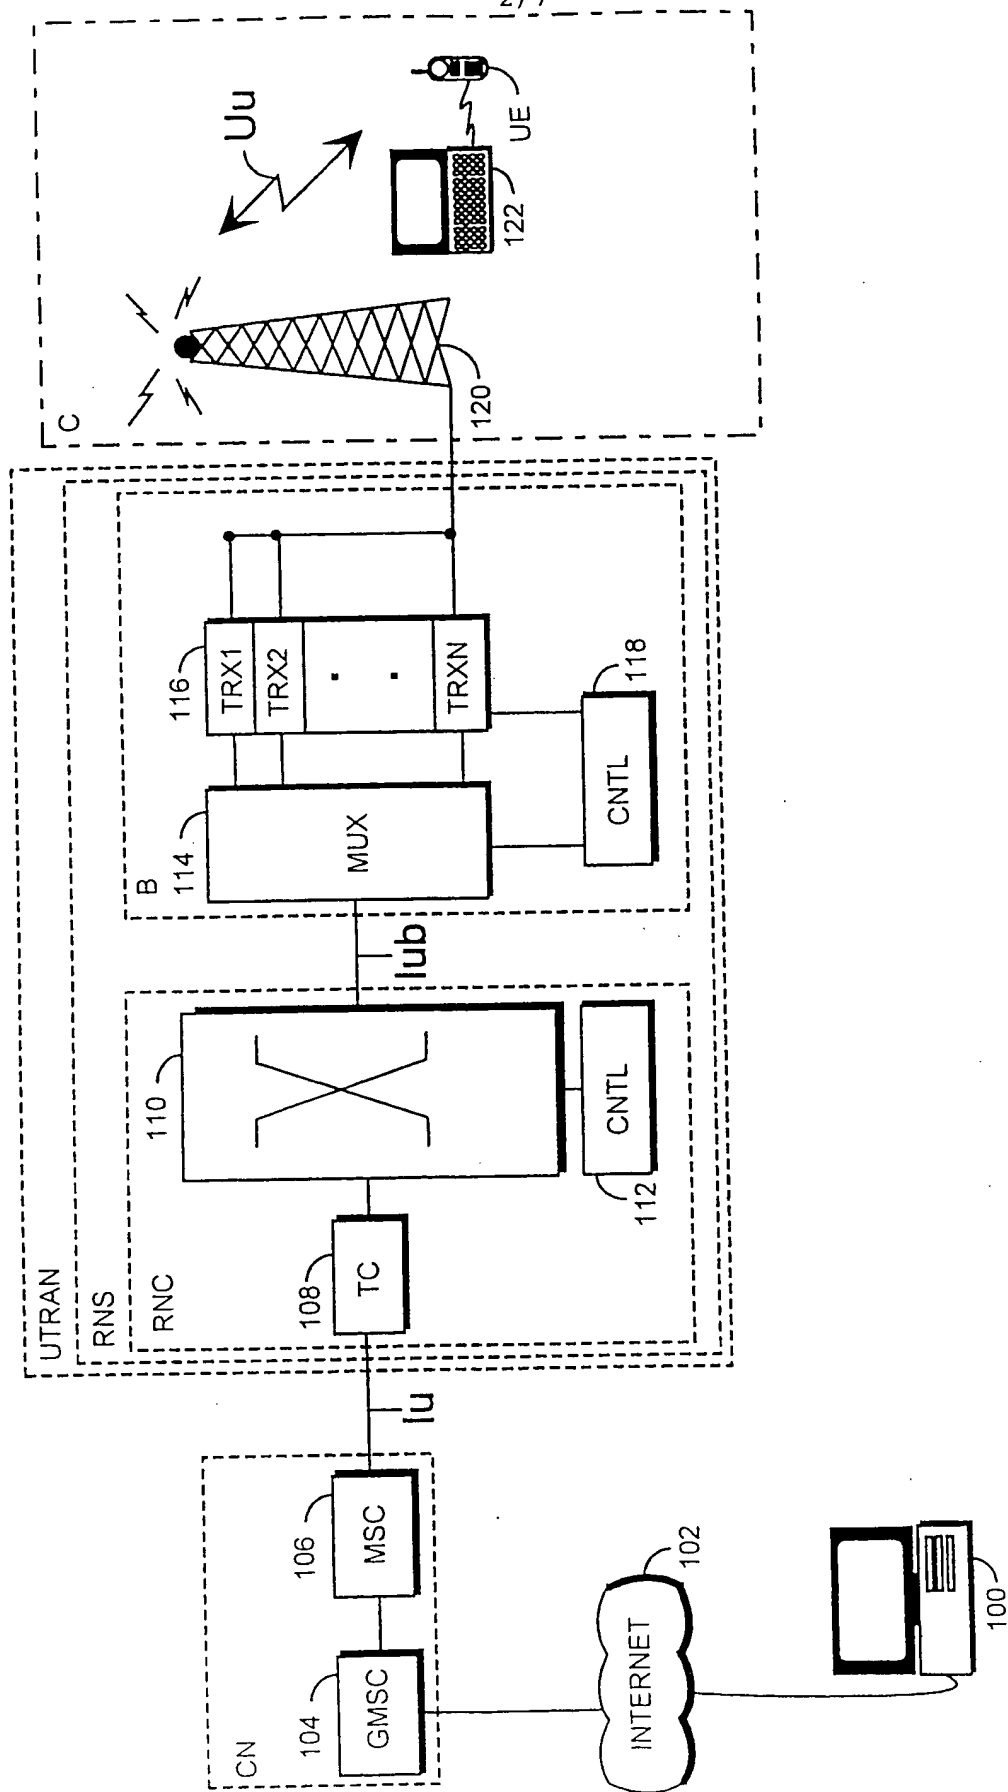 2/7
UTRAN
RNS
RNC
B
C
CN
104
GMSC
106
MSC
Iu
108
TC
110
112
CNTL
Iub
114
MUX
116
TRX1
TRX2
TRXN
118
CNTL
120
Uu
122
UE
INTERNET
102
100